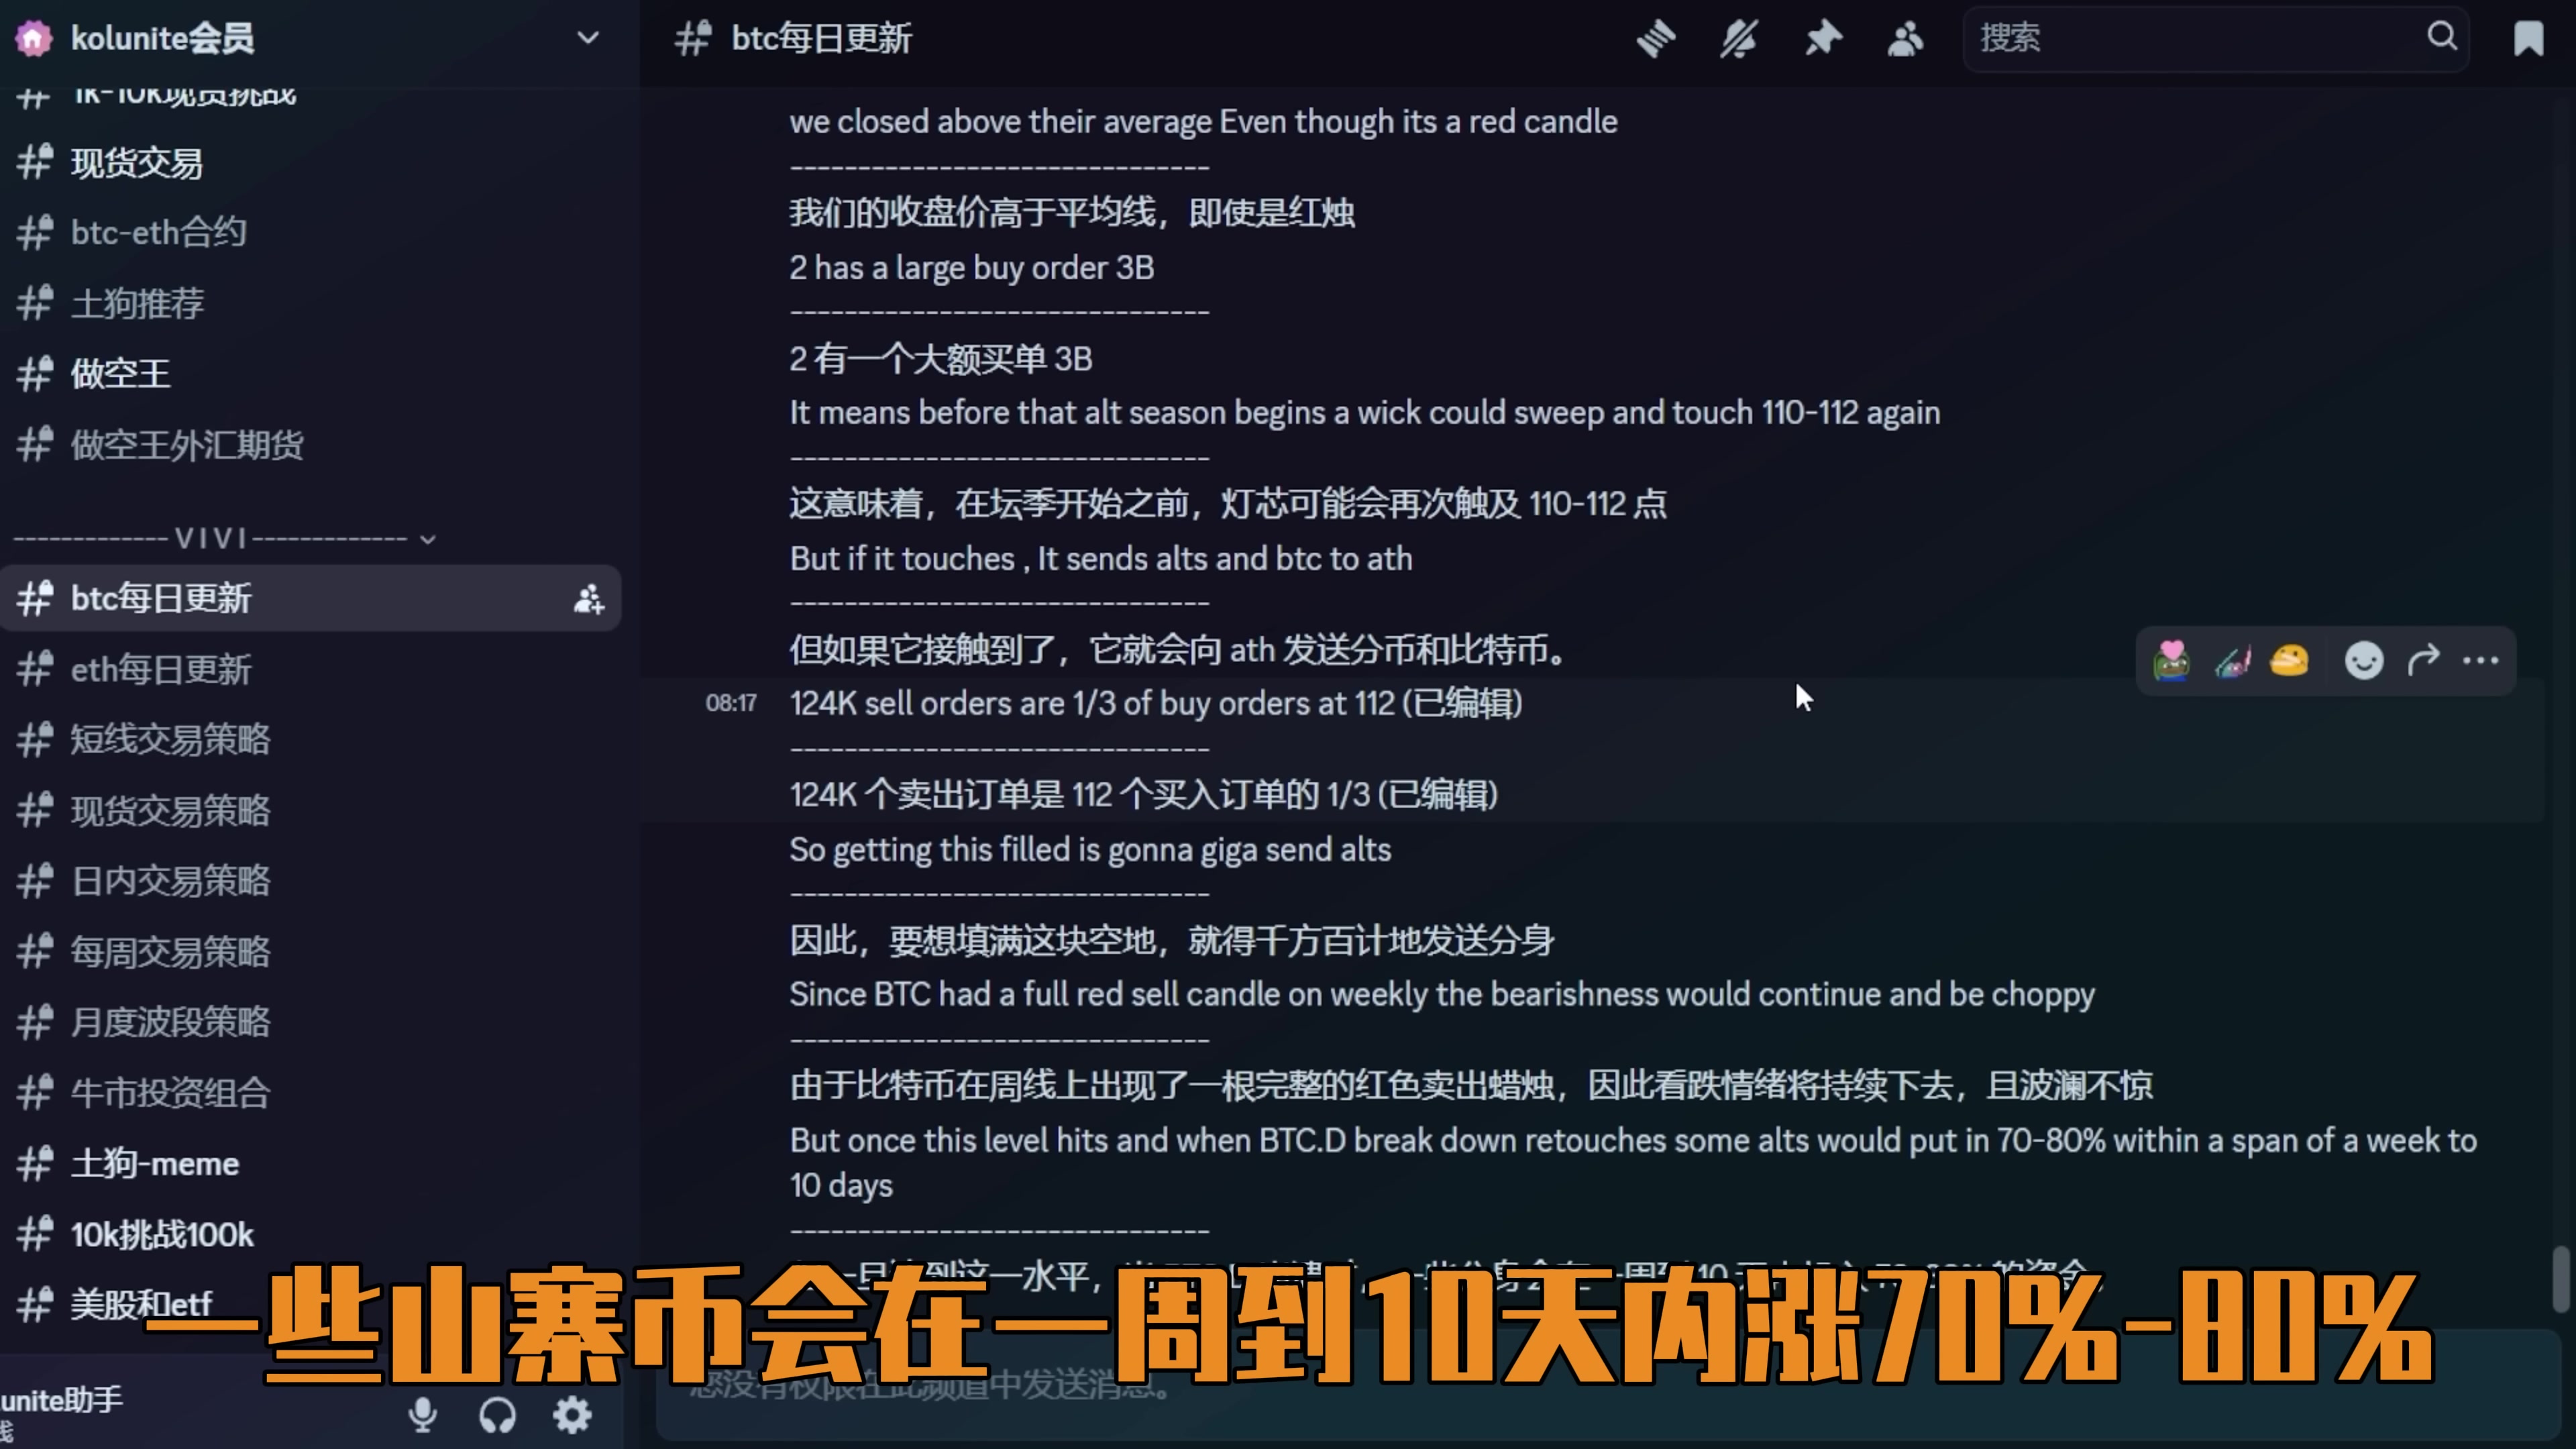 kolunite会员
1k-10k现货挑战
现货交易
btc-eth合约
土狗推荐
做空王
做空王外汇期货
------------- V I V I -------------
btc每日更新
eth每日更新
短线交易策略
现货交易策略
日内交易策略
每周交易策略
月度波段策略
牛市投资组合
土狗-meme
10k挑战100k
美股和etf
unite助手
线
btc每日更新
搜索
we closed above their average Even though its a red candle
-------------------------------
我们的收盘价高于平均线，即使是红烛
2 has a large buy order 3B
-------------------------------
2 有一个大额买单 3B
It means before that alt season begins a wick could sweep and touch 110-112 again
-------------------------------
这意味着，在坛季开始之前，灯芯可能会再次触及 110-112 点
But if it touches , It sends alts and btc to ath
-------------------------------
但如果它接触到了，它就会向 ath 发送分币和比特币。
08:17 124K sell orders are 1/3 of buy orders at 112 (已编辑)
-------------------------------
124K 个卖出订单是 112 个买入订单的 1/3 (已编辑)
So getting this filled is gonna giga send alts
-------------------------------
因此，要想填满这块空地，就得千方百计地发送分身
Since BTC had a full red sell candle on weekly the bearishness would continue and be choppy
-------------------------------
由于比特币在周线上出现了一根完整的红色卖出蜡烛，因此看跌情绪将持续下去，且波澜不惊
But once this level hits and when BTC.D break down retouches some alts would put in 70-80% within a span of a week to
10 days
-------------------------------
这一水平，
一些山寨币会在一周到10天内涨70%-80%
您没有权限在此频道中发送消息。